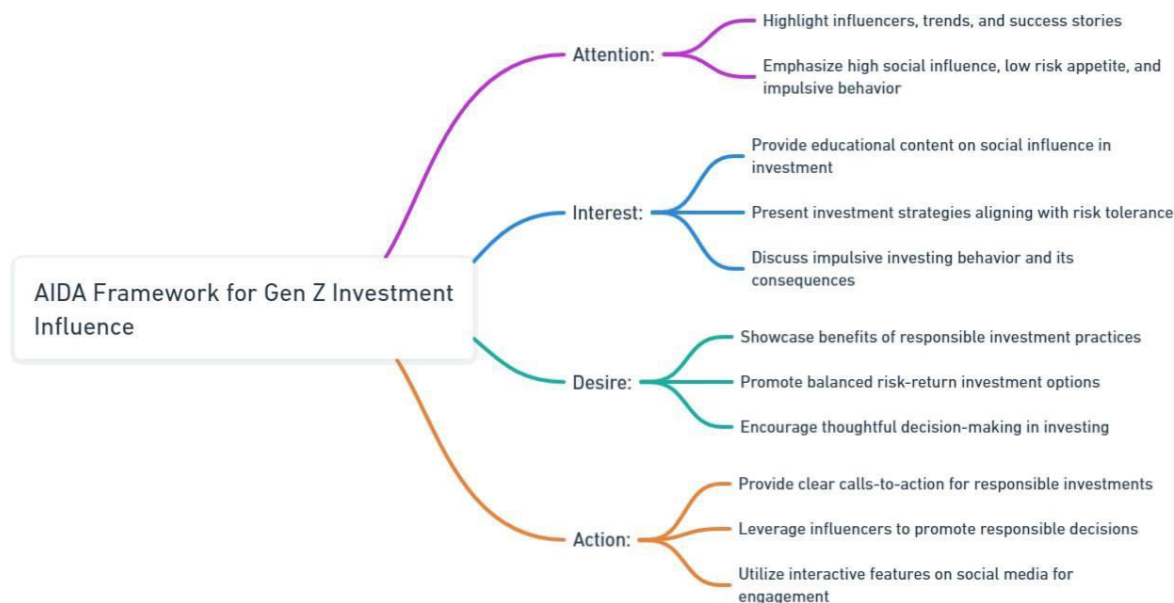 AIDA Framework for Gen Z Investment
Influence
Attention:
Highlight influencers, trends, and success stories
Emphasize high social influence, low risk appetite, and
impulsive behavior
Interest:
Provide educational content on social influence in
investment
Present investment strategies aligning with risk tolerance
Discuss impulsive investing behavior and its
consequences
Desire:
Showcase benefits of responsible investment practices
Promote balanced risk-return investment options
Encourage thoughtful decision-making in investing
Action:
Provide clear calls-to-action for responsible investments
Leverage influencers to promote responsible decisions
Utilize interactive features on social media for
engagement